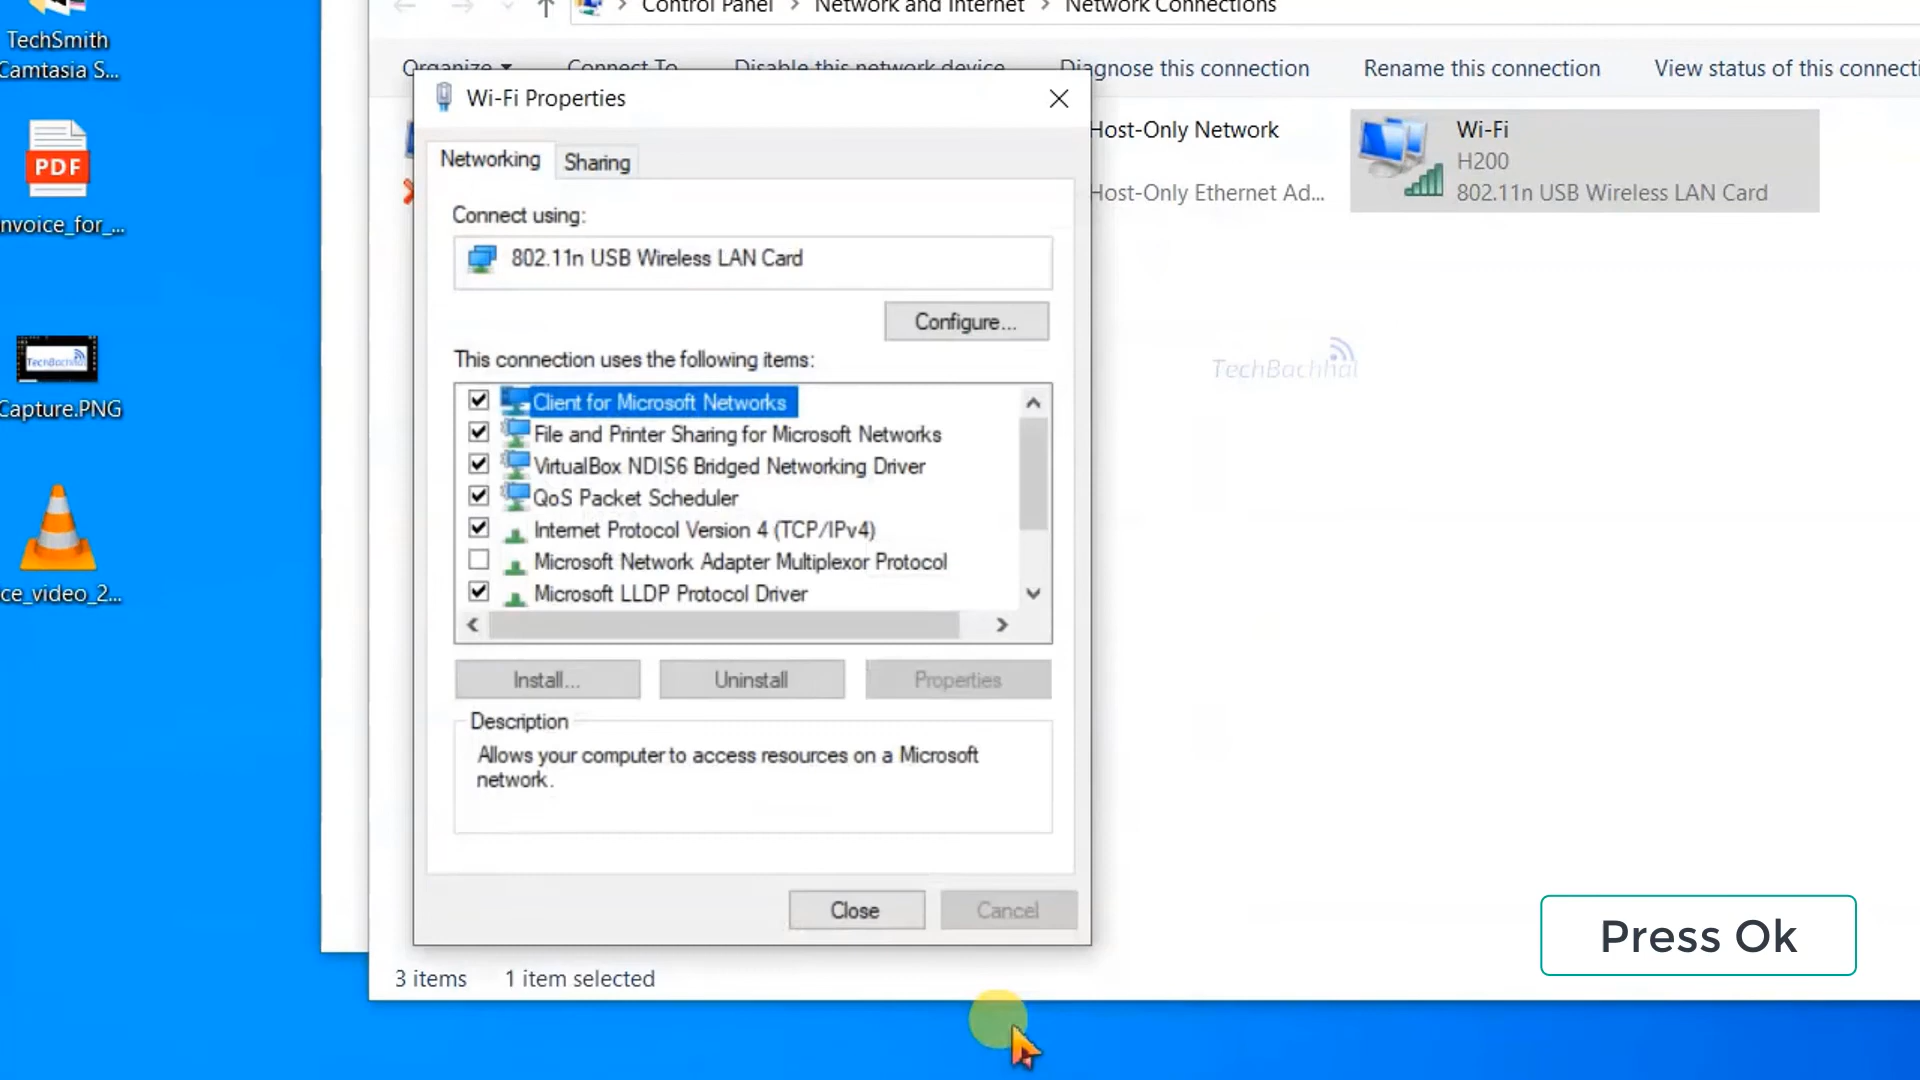 Control Panel > Network and Internet > Network Connections
TechSmith
Camtasia S...
Organize Connect To Disable this network device Diagnose this connection Rename this connection View status of this connecti
Wi-Fi Properties
Host-Only Network
Host-Only Ethernet Ad...
Wi-Fi
H200
802.11n USB Wireless LAN Card
PDF
nvoice_for_...
Networking
Sharing
Connect using:
802.11n USB Wireless LAN Card
Configure...
This connection uses the following items:
Client for Microsoft Networks
File and Printer Sharing for Microsoft Networks
VirtualBox NDIS6 Bridged Networking Driver
QoS Packet Scheduler
Internet Protocol Version 4 (TCP/IPv4)
Microsoft Network Adapter Multiplexor Protocol
Microsoft LLDP Protocol Driver
TechBachhal
TechBachhal
Capture.PNG
ce_video_2...
Install...
Uninstall
Properties
Description
Allows your computer to access resources on a Microsoft
network.
Close
Cancel
Press Ok
3 items 1 item selected